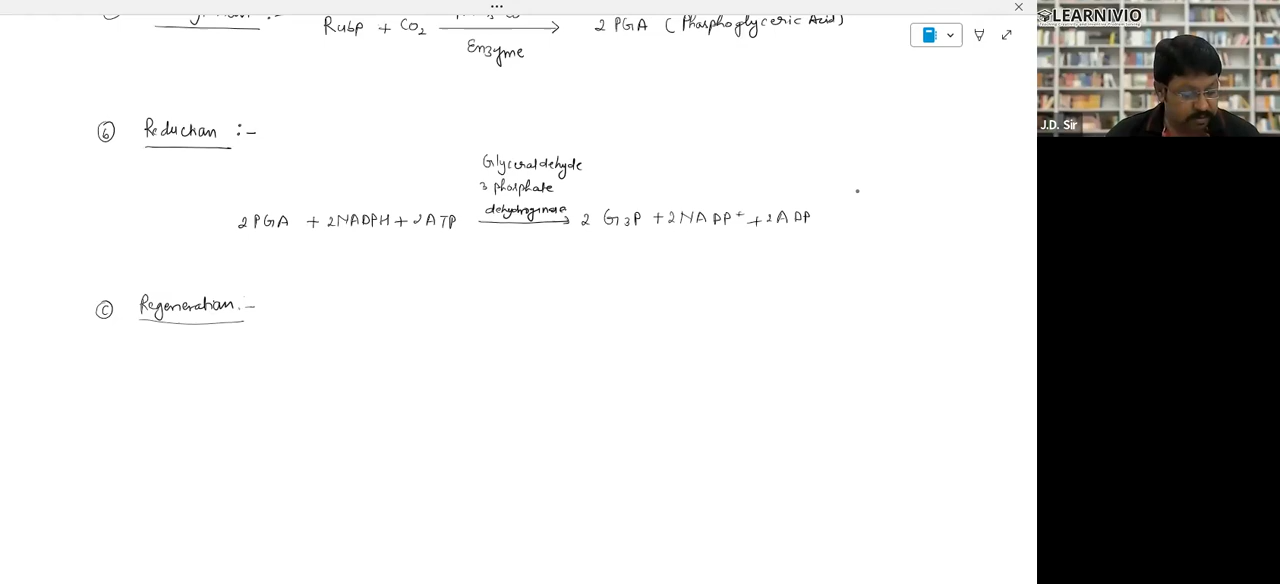 RuBP + CO2 ⟶ 2 PGA (Phosphoglyceric Acid)
Enzyme
LEARNIVIO
J.D. Sir
(b) Reduction :-
Glyceraldehyde
3 phosphate
dehydroginase
2 PGA + 2NADPH + 2ATP ⟶ 2 G3P + 2NADP+ + 2ADP
(c) Regeneration :-